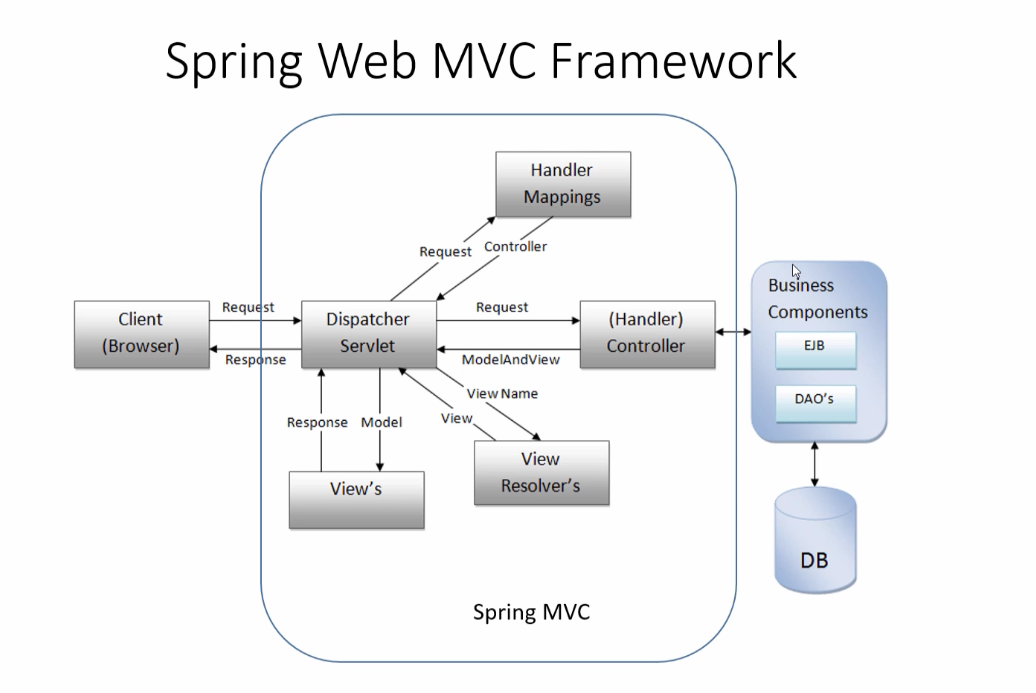 Spring Web MVC Framework
Handler
Mappings
Request
Controller
Business
Components
EJB
DAO's
Client
(Browser)
Request
Response
Dispatcher
Servlet
Request
ModelAndView
(Handler)
Controller
View Name
View
Response
Model
View's
View
Resolver's
DB
Spring MVC